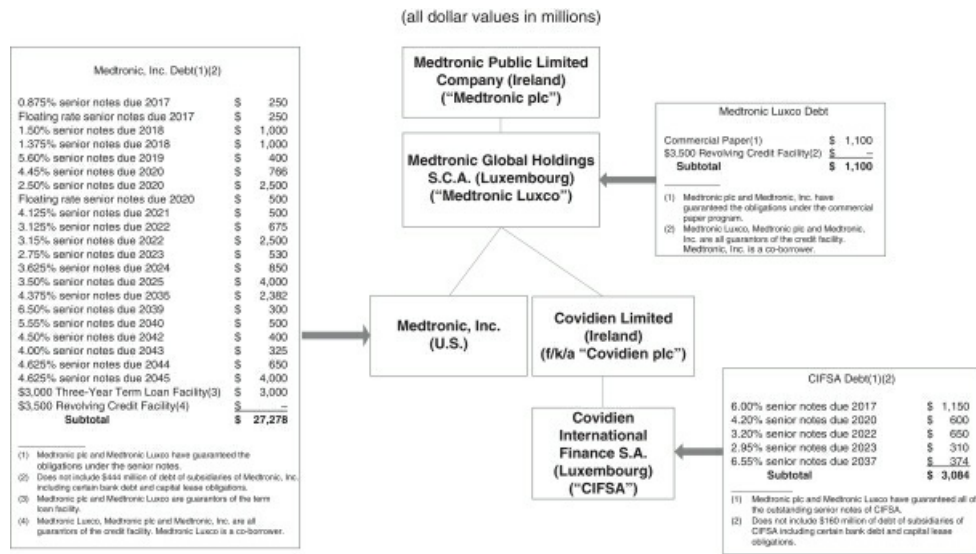 (all dollar values in millions)
Medtronic, Inc. Debt(1)(2)
0.875% senior notes due 2017 $ 250
Floating rate senior notes due 2017 $ 250
1.50% senior notes due 2018 $ 1,000
1.375% senior notes due 2018 $ 1,000
5.60% senior notes due 2019 $ 400
4.45% senior notes due 2020 $ 766
2.50% senior notes due 2020 $ 2,500
Floating rate senior notes due 2020 $ 500
4.125% senior notes due 2021 $ 500
3.125% senior notes due 2022 $ 675
3.15% senior notes due 2022 $ 2,500
2.75% senior notes due 2023 $ 530
3.625% senior notes due 2024 $ 850
3.50% senior notes due 2025 $ 4,000
4.375% senior notes due 2035 $ 2,382
6.50% senior notes due 2039 $ 300
5.55% senior notes due 2040 $ 500
4.50% senior notes due 2042 $ 400
4.00% senior notes due 2043 $ 325
4.625% senior notes due 2044 $ 650
4.625% senior notes due 2045 $ 4,000
$3,000 Three-Year Term Loan Facility(3) $ 3,000
$3,500 Revolving Credit Facility(4) $ –
Subtotal $ 27,278
(1) Medtronic plc and Medtronic Luxco have guaranteed the
obligations under the senior notes.
(2) Does not include $444 million of debt of subsidiaries of Medtronic, Inc.
including certain bank debt and capital lease obligations.
(3) Medtronic plc and Medtronic Luxco are guarantors of the term
loan facility.
(4) Medtronic Luxco, Medtronic plc and Medtronic, Inc. are all
guarantors of the credit facility. Medtronic Luxco is a co-borrower.
Medtronic Public Limited
Company (Ireland)
(“Medtronic plc”)
Medtronic Global Holdings
S.C.A. (Luxembourg)
(“Medtronic Luxco”)
Medtronic Luxco Debt
Commercial Paper(1) $ 1,100
$3,500 Revolving Credit Facility(2) $ –
Subtotal $ 1,100
(1) Medtronic plc and Medtronic, Inc. have
guaranteed the obligations under the commercial
paper program.
(2) Medtronic Luxco, Medtronic plc and Medtronic,
Inc. are all guarantors of the credit facility.
Medtronic, Inc. is a co-borrower.
Medtronic, Inc.
(U.S.)
Covidien Limited
(Ireland)
(f/k/a “Covidien plc”)
Covidien
International
Finance S.A.
(Luxembourg)
(“CIFSA”)
CIFSA Debt(1)(2)
6.00% senior notes due 2017 $ 1,150
4.20% senior notes due 2020 $ 600
3.20% senior notes due 2022 $ 650
2.95% senior notes due 2023 $ 310
6.55% senior notes due 2037 $ 374
Subtotal $ 3,084
(1) Medtronic plc and Medtronic Luxco have guaranteed all of
the outstanding senior notes of CIFSA.
(2) Does not include $160 million of debt of subsidiaries of
CIFSA including certain bank debt and capital lease
obligations.